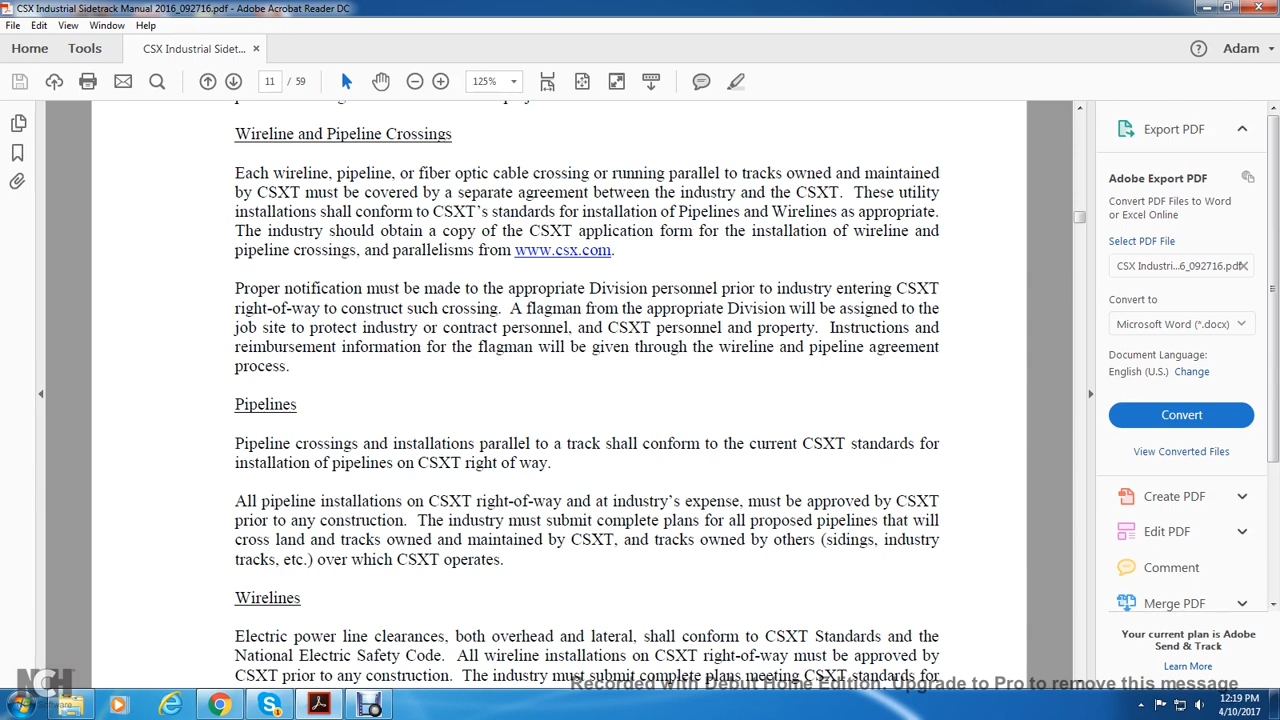 CSX Industrial Sidetrack Manual 2016_092716.pdf - Adobe Acrobat Reader DC
File Edit View Window Help
Home Tools CSX Industrial Sidet... × Adam
11 / 59 125%
Wireline and Pipeline Crossings
Each wireline, pipeline, or fiber optic cable crossing or running parallel to tracks owned and maintained
by CSXT must be covered by a separate agreement between the industry and the CSXT. These utility
installations shall conform to CSXT's standards for installation of Pipelines and Wirelines as appropriate.
The industry should obtain a copy of the CSXT application form for the installation of wireline and
pipeline crossings, and parallelisms from www.csx.com.
Proper notification must be made to the appropriate Division personnel prior to industry entering CSXT
right-of-way to construct such crossing. A flagman from the appropriate Division will be assigned to the
job site to protect industry or contract personnel, and CSXT personnel and property. Instructions and
reimbursement information for the flagman will be given through the wireline and pipeline agreement
process.
Pipelines
Pipeline crossings and installations parallel to a track shall conform to the current CSXT standards for
installation of pipelines on CSXT right of way.
All pipeline installations on CSXT right-of-way and at industry's expense, must be approved by CSXT
prior to any construction. The industry must submit complete plans for all proposed pipelines that will
cross land and tracks owned and maintained by CSXT, and tracks owned by others (sidings, industry
tracks, etc.) over which CSXT operates.
Wirelines
Electric power line clearances, both overhead and lateral, shall conform to CSXT Standards and the
National Electric Safety Code. All wireline installations on CSXT right-of-way must be approved by
CSXT prior to any construction. The industry must submit complete plans meeting CSXT standards for
Export PDF
Adobe Export PDF
Convert PDF Files to Word
or Excel Online
Select PDF File
CSX Industri...6_092716.pdf
Convert to
Microsoft Word (*.docx)
Document Language:
English (U.S.) Change
Convert
View Converted Files
Create PDF
Edit PDF
Comment
Merge PDF
Your current plan is Adobe
Send & Track
Learn More
NCH Software
Recorded with Debut Home Edition. Upgrade to Pro to remove this message
12:19 PM
4/10/2017